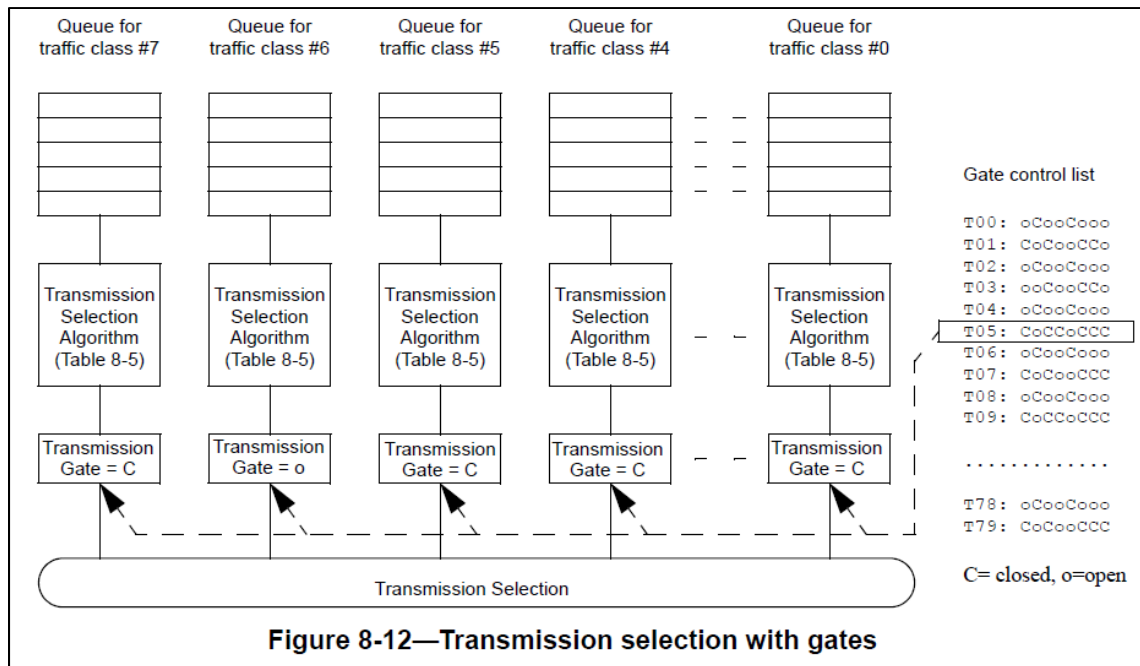 Queue for
traffic class #7
Queue for
traffic class #6
Queue for
traffic class #5
Queue for
traffic class #4
Queue for
traffic class #0
Transmission
Selection
Algorithm
(Table 8-5)
Transmission
Selection
Algorithm
(Table 8-5)
Transmission
Selection
Algorithm
(Table 8-5)
Transmission
Selection
Algorithm
(Table 8-5)
Transmission
Selection
Algorithm
(Table 8-5)
Transmission
Gate = C
Transmission
Gate = o
Transmission
Gate = C
Transmission
Gate = C
Transmission
Gate = C
Transmission Selection
Gate control list
T00: oCooCooo
T01: CoCooCCo
T02: oCooCooo
T03: ooCooCCo
T04: oCooCooo
T05: CoCCoCCC
T06: oCooCooo
T07: CoCooCCC
T08: oCooCooo
T09: CoCCoCCC
.............
T78: oCooCooo
T79: CoCooCCC
C= closed, o=open
Figure 8-12—Transmission selection with gates